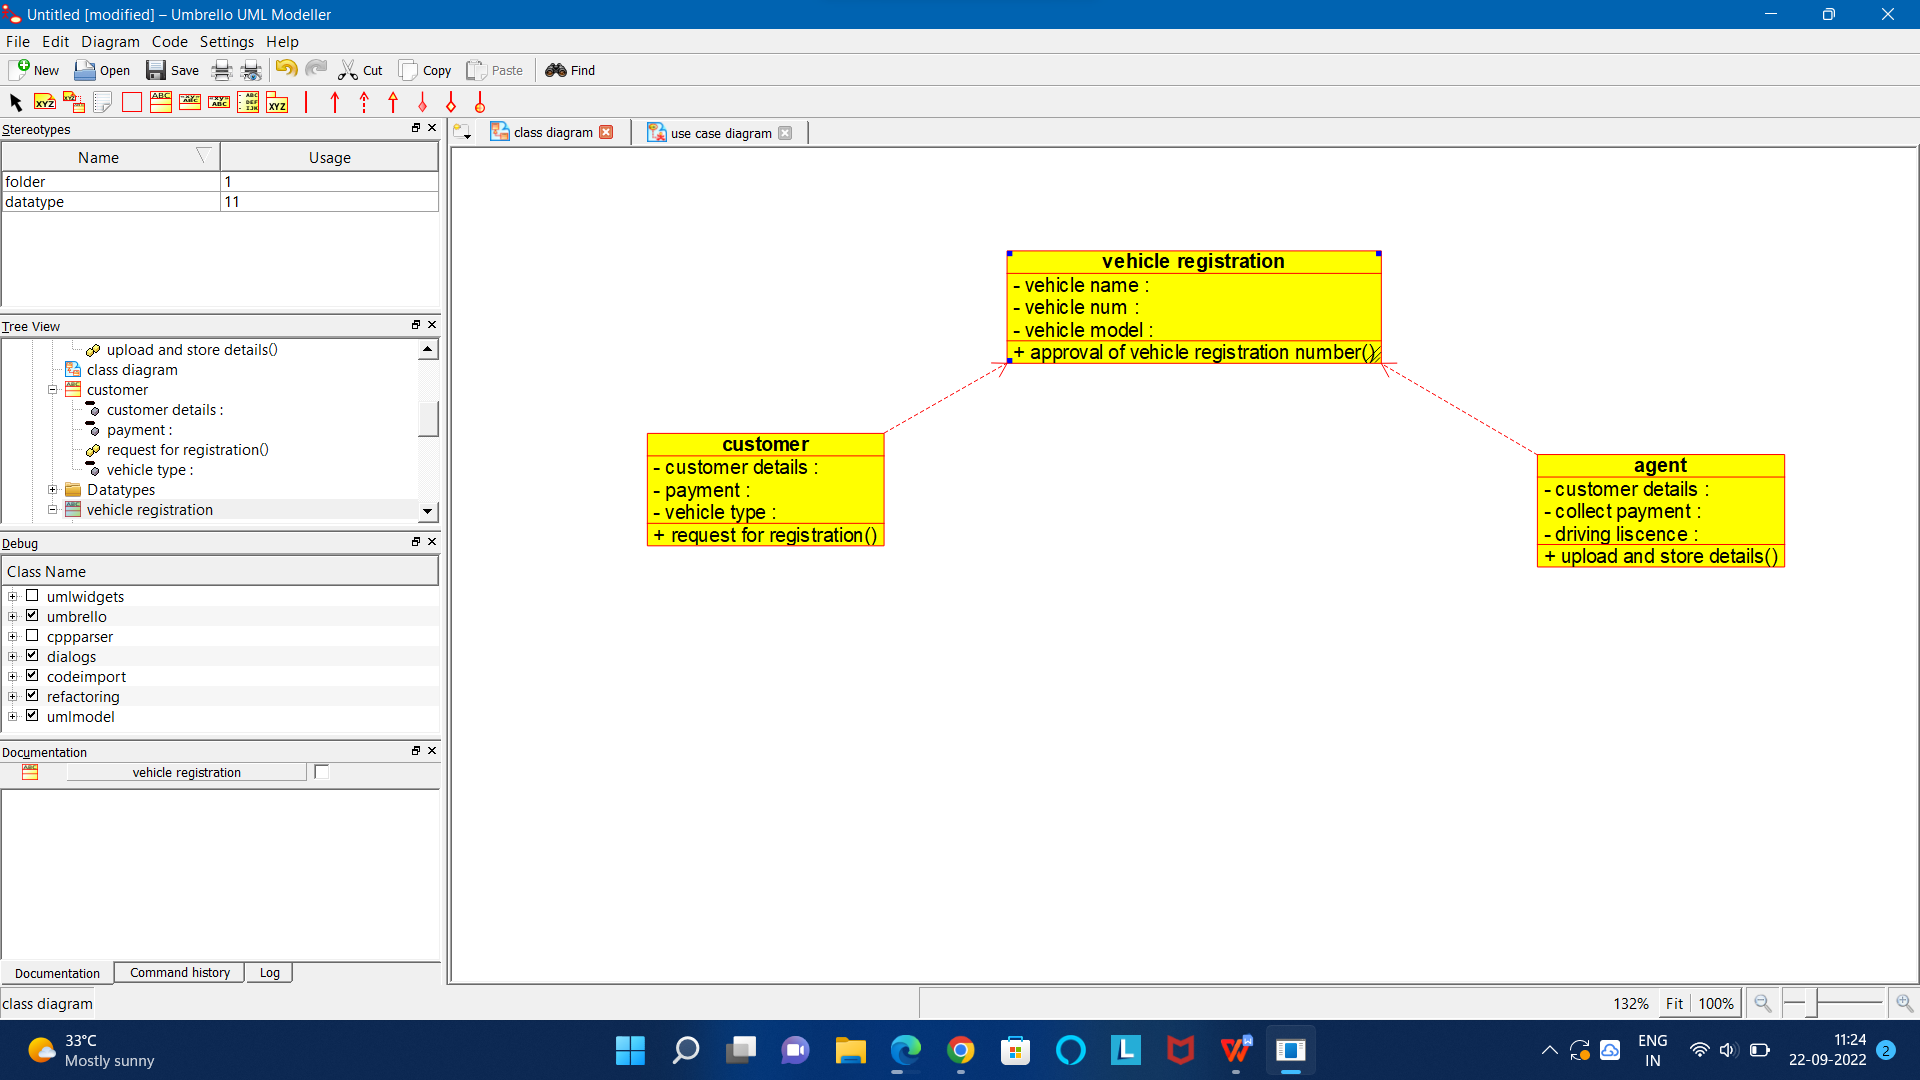 Untitled [modified] – Umbrello UML Modeller
File Edit Diagram Code Settings Help
New Open Save Cut Copy Paste Find
Stereotypes
Name Usage
folder 1
datatype 11
Tree View
upload and store details()
class diagram
customer
customer details :
payment :
request for registration()
vehicle type :
Datatypes
vehicle registration
Debug
Class Name
umlwidgets
umbrello
cppparser
dialogs
codeimport
refactoring
umlmodel
Documentation
vehicle registration
Documentation Command history Log
class diagram
class diagram use case diagram
vehicle registration
- vehicle name :
- vehicle num :
- vehicle model :
+ approval of vehicle registration number()
customer
- customer details :
- payment :
- vehicle type :
+ request for registration()
agent
- customer details :
- collect payment :
- driving liscence :
+ upload and store details()
132% Fit 100%
33°C
Mostly sunny
ENG
IN
11:24
22-09-2022
2